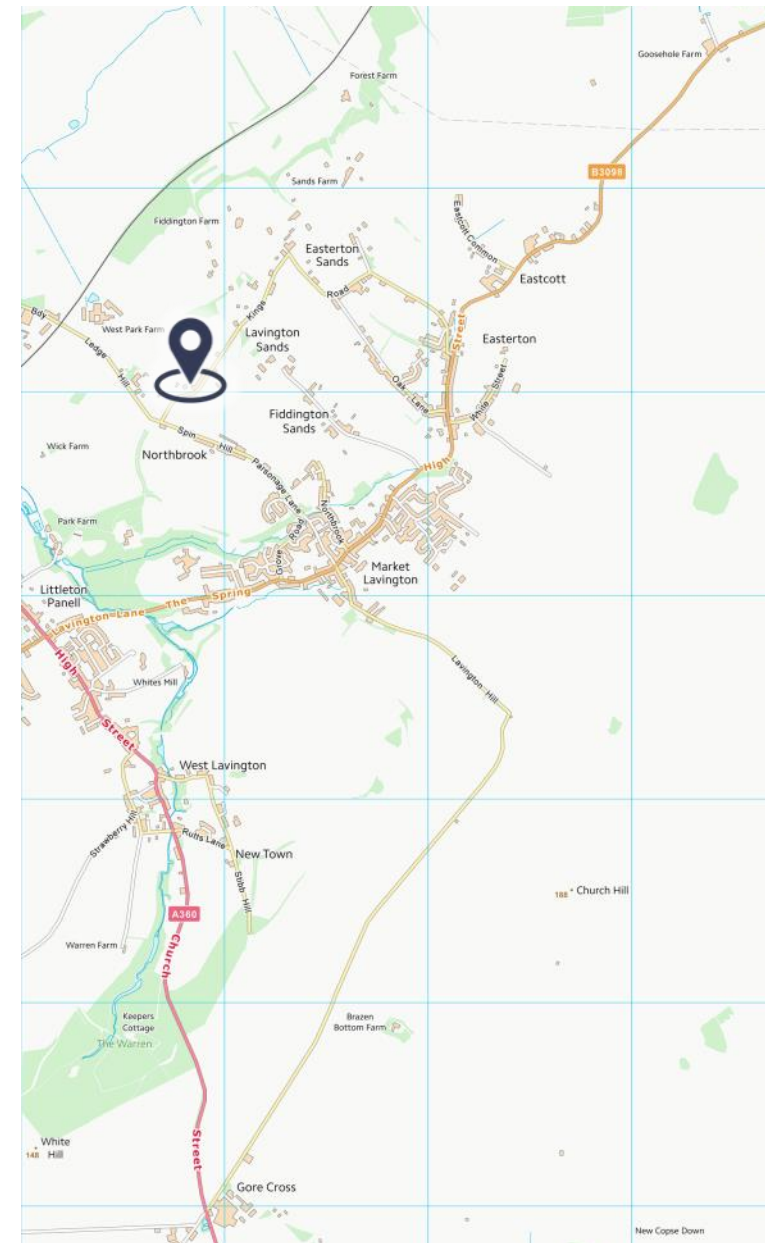 Goosehole Farm
Forest Farm
B3098
Sands Farm
Eastcott Common
Fiddington Farm
Easterton
Sands
Eastcott
Kings
Road
Bdy
West Park Farm
Lavington
Sands
Street
Easterton
Ledge
Hill
Oak Lane
White Street
Fiddington
Sands
Spin Hill
Wick Farm
Northbrook
Parsonage Lane
High
Northbrook
Park Farm
Grove Road
Market
Lavington
Littleton
Panell
Lavington Lane
The Spring
High
Street
Lavington Hill
Whites Mill
West Lavington
Strawberry Hill
Rutts Lane
New Town
Stibb Hill
188
Church Hill
A360
Church
Warren Farm
Keepers
Cottage
Brazen
Bottom Farm
The Warren
Street
White
Hill
148
Gore Cross
New Copse Down